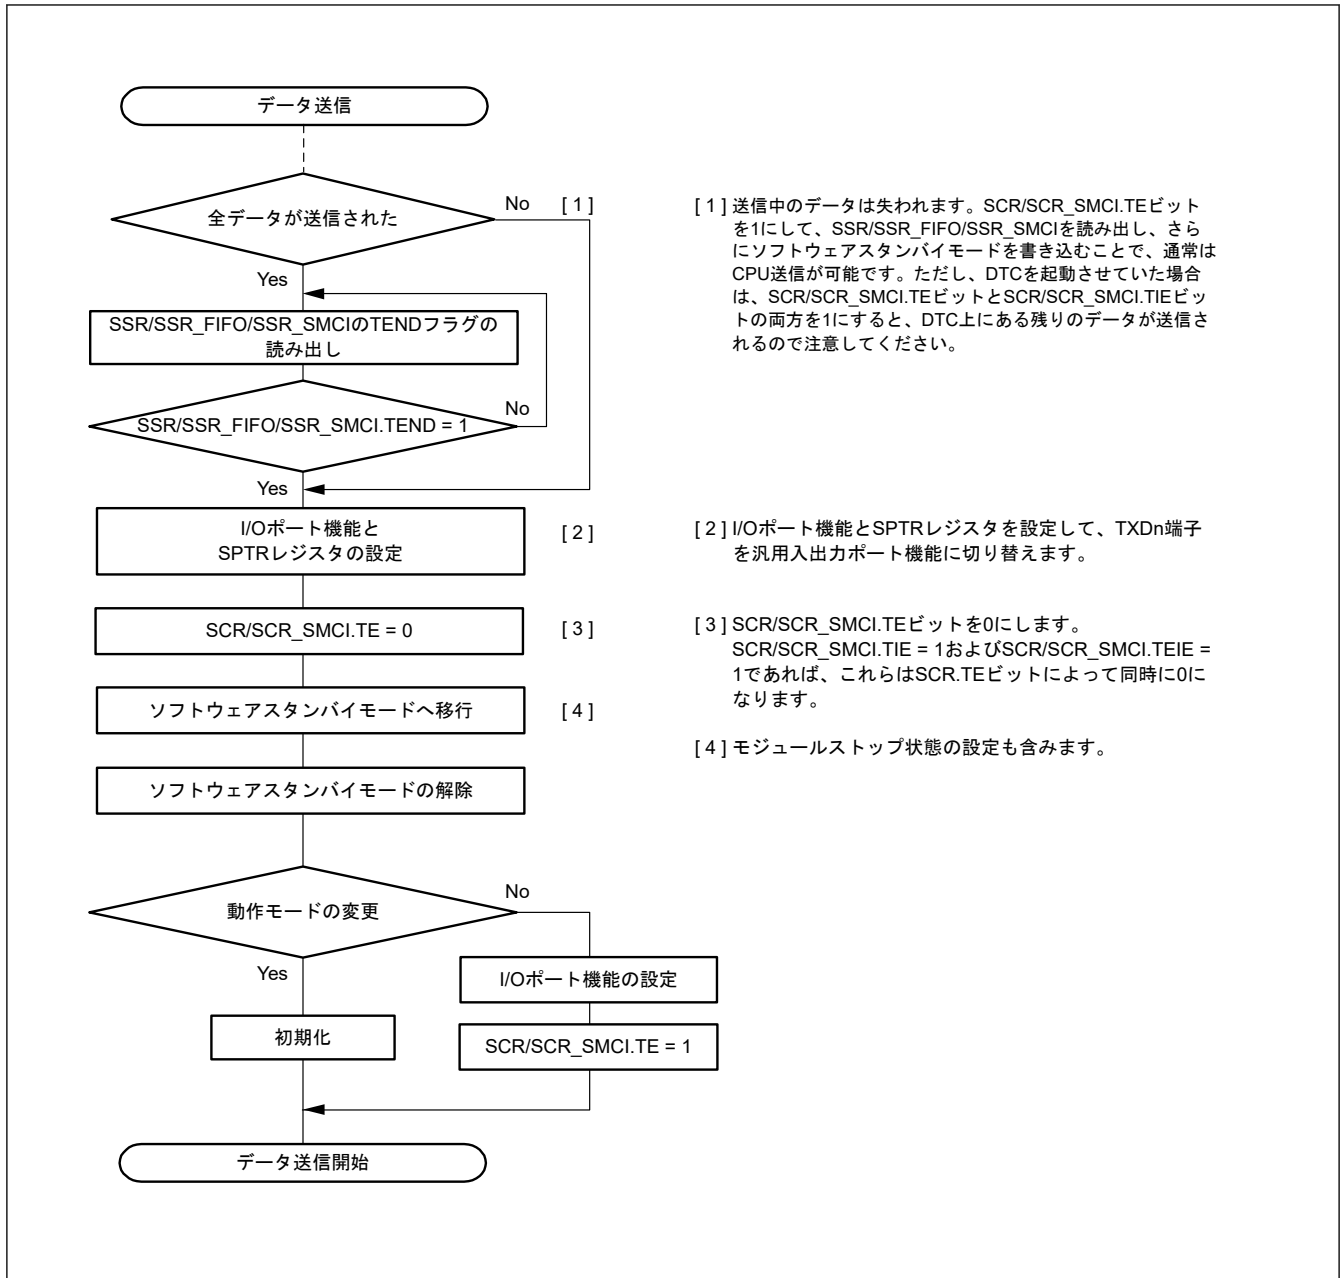 データ送信
全データが送信された
No
[ 1 ]
Yes
SSR/SSR_FIFO/SSR_SMCIのTENDフラグの
読み出し
SSR/SSR_FIFO/SSR_SMCI.TEND = 1
No
Yes
I/Oポート機能と
SPTRレジスタの設定
[ 2 ]
SCR/SCR_SMCI.TE = 0
[ 3 ]
ソフトウェアスタンバイモードへ移行
[ 4 ]
ソフトウェアスタンバイモードの解除
動作モードの変更
No
Yes
I/Oポート機能の設定
初期化
SCR/SCR_SMCI.TE = 1
データ送信開始
[ 1 ] 送信中のデータは失われます。SCR/SCR_SMCI.TEビット
を1にして、SSR/SSR_FIFO/SSR_SMCIを読み出し、さら
にソフトウェアスタンバイモードを書き込むことで、通常は
CPU送信が可能です。ただし、DTCを起動させていた場合
は、SCR/SCR_SMCI.TEビットとSCR/SCR_SMCI.TIEビッ
トの両方を1にすると、DTC上にある残りのデータが送信さ
れるので注意してください。
[ 2 ] I/Oポート機能とSPTRレジスタを設定して、TXDn端子
を汎用入出力ポート機能に切り替えます。
[ 3 ] SCR/SCR_SMCI.TEビットを0にします。
SCR/SCR_SMCI.TIE = 1およびSCR/SCR_SMCI.TEIE =
1であれば、これらはSCR.TEビットによって同時に0に
なります。
[ 4 ] モジュールストップ状態の設定も含みます。